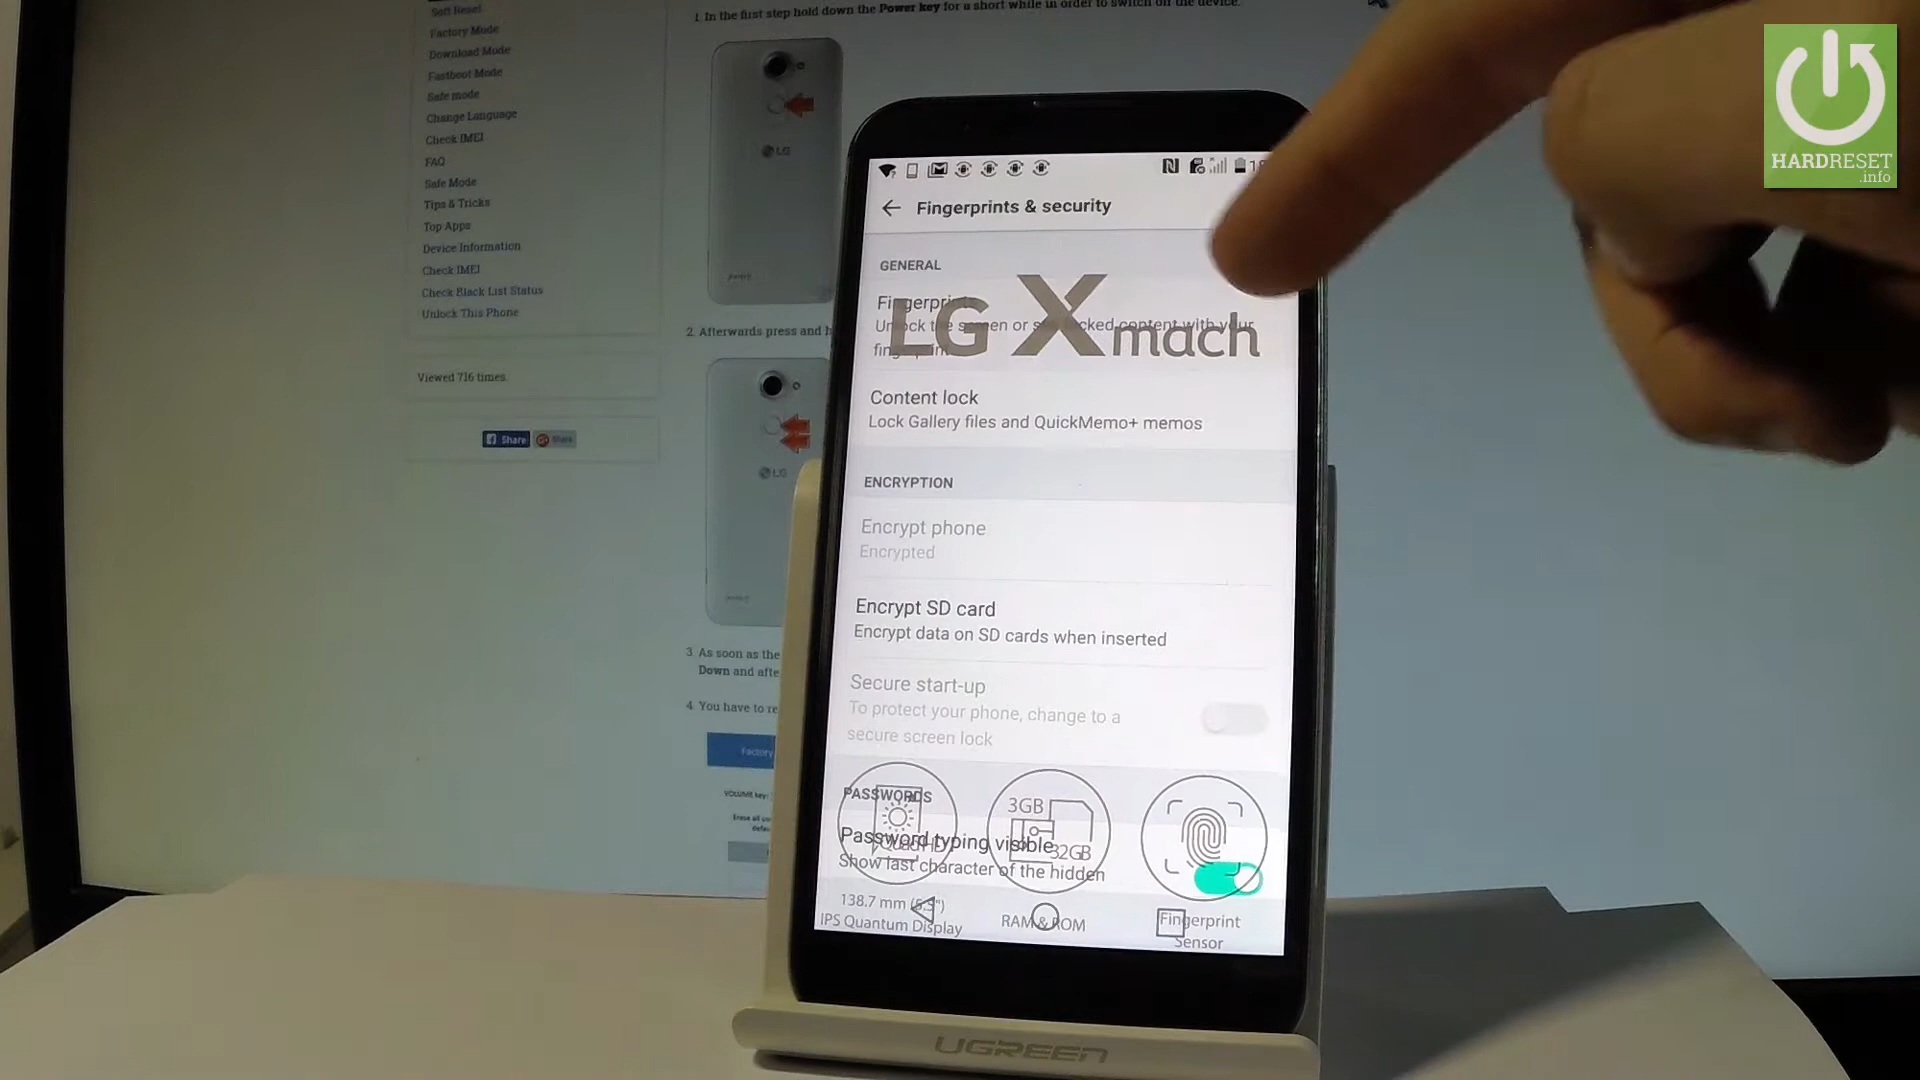 Soft Reset
Factory Mode
Download Mode
Fastboot Mode
Safe mode
Change Language
Check IMEI
FAQ
Safe Mode
Tips & Tricks
Top Apps
Device Information
Check IMEI
Check Black List Status
Unlock This Phone
Viewed 716 times.
Share
Share
1. In the first step hold down the Power key for a short while in order to switch off the device.
LG
2. Afterwards press and h
LG
3. As soon as the
Down and afte
4. You have to re
Factory
VOLUME key:
Erase all
Fingerprints & security
GENERAL
Fingerprints
Unlock the screen or locked content with your
fingerprint
LG X mach
Content lock
Lock Gallery files and QuickMemo+ memos
ENCRYPTION
Encrypt phone
Encrypted
Encrypt SD card
Encrypt data on SD cards when inserted
Secure start-up
To protect your phone, change to a
secure screen lock
PASSWORDS
Password typing visible
Show last character of the hidden
3GB
32GB
Quad HD
138.7 mm (5.5")
IPS Quantum Display
RAM & ROM
Fingerprint
Sensor
UGREEN
HARDRESET
.info